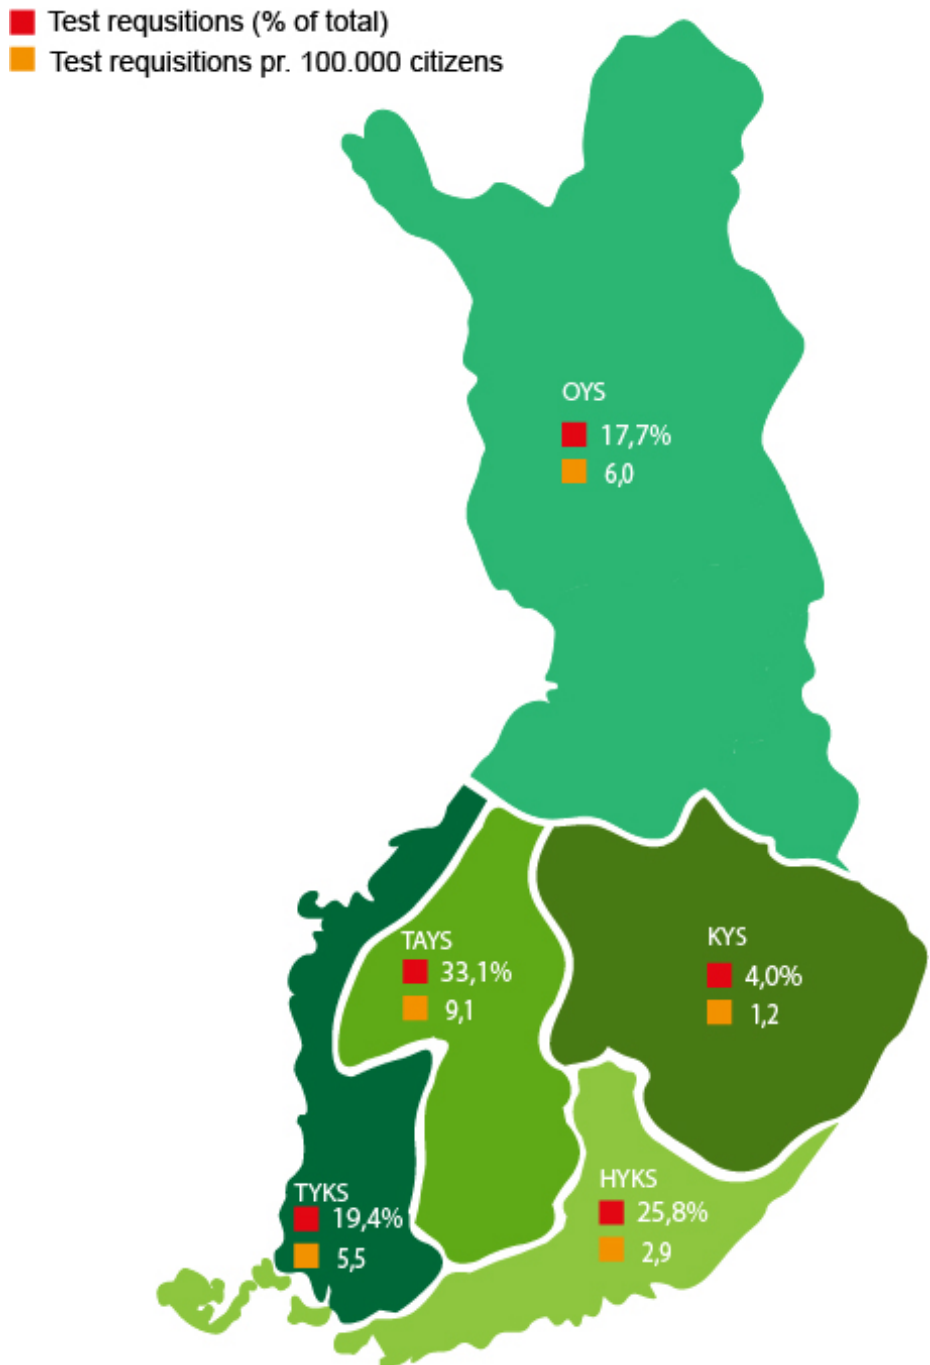 Test requsitions (% of total)
Test requisitions pr. 100.000 citizens
OYS
17,7%
6,0
TAYS
33,1%
9,1
KYS
4,0%
1,2
TYKS
19,4%
5,5
HYKS
25,8%
2,9